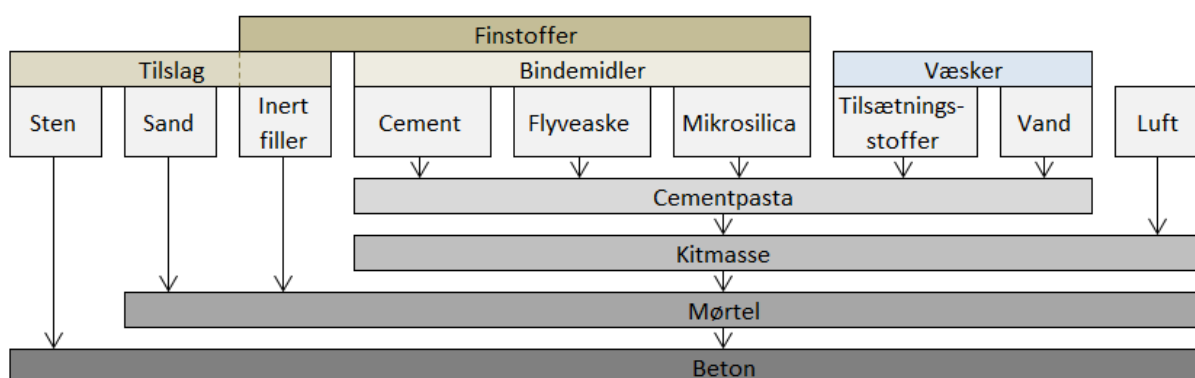 Finstoffer
Tilslag
Bindemidler
Væsker
Sten
Sand
Inert
filler
Cement
Flyveaske
Mikrosilica
Tilsætnings-
stoffer
Vand
Luft
Cementpasta
Kitmasse
Mørtel
Beton